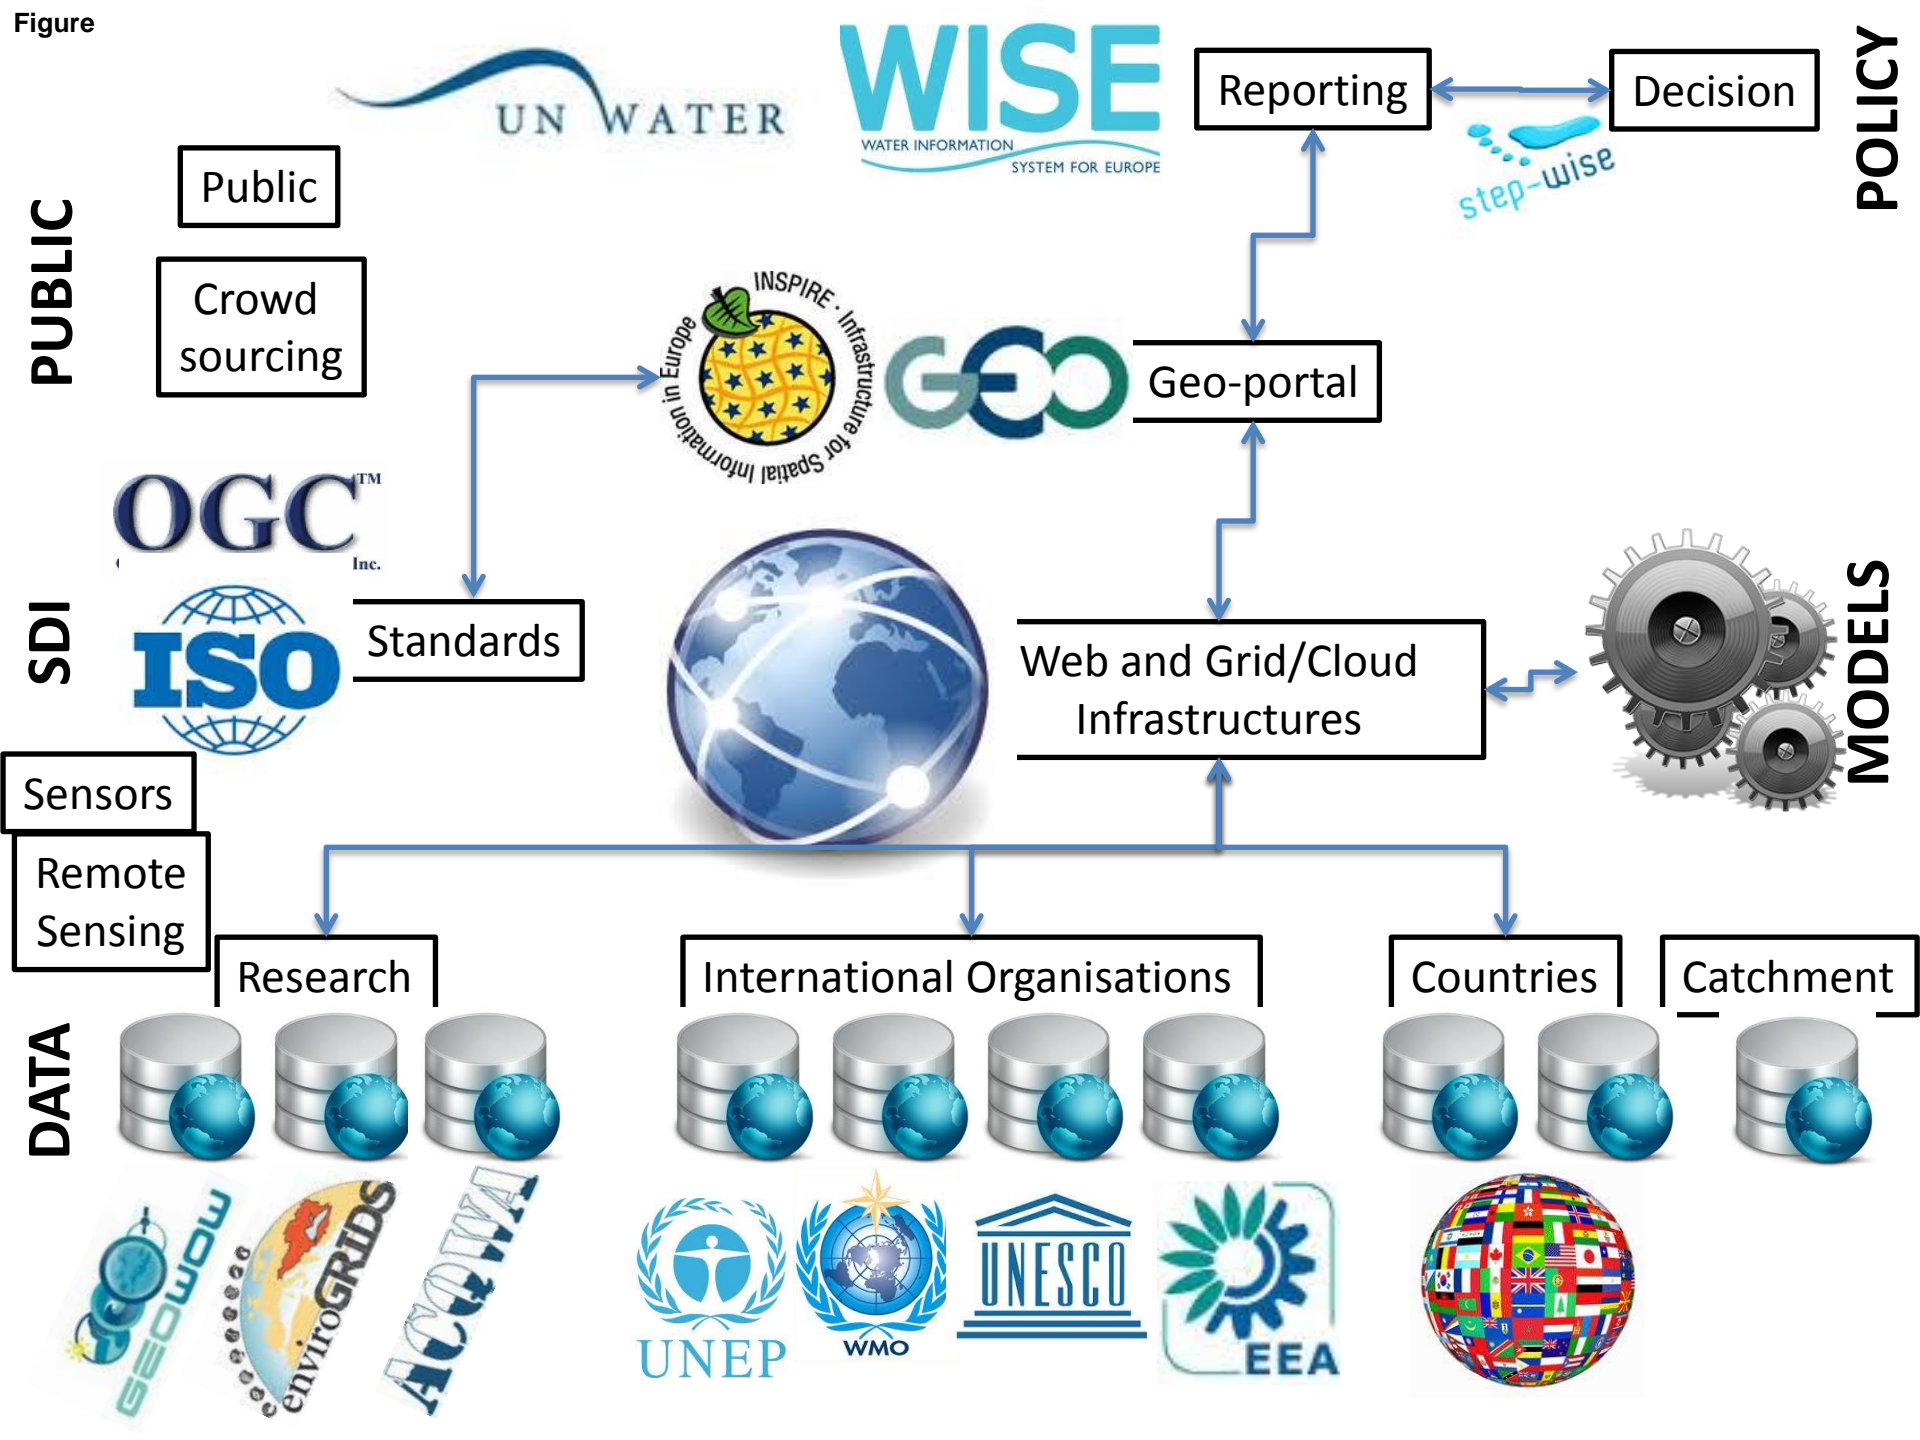 Figure
UN WATER
WISE
WATER INFORMATION
SYSTEM FOR EUROPE
Reporting
Decision
step-wise
POLICY
Public
PUBLIC
Crowd
sourcing
INSPIRE · Infrastructure for Spatial Information in Europe
GEO
Geo-portal
OGC™
Inc.
ISO
SDI
Standards
Web and Grid/Cloud
Infrastructures
MODELS
Sensors
Remote
Sensing
Research
International Organisations
Countries
Catchment
DATA
GEOWOW
enviroGRIDS
ACQWA
UNEP
WMO
UNESCO
EEA